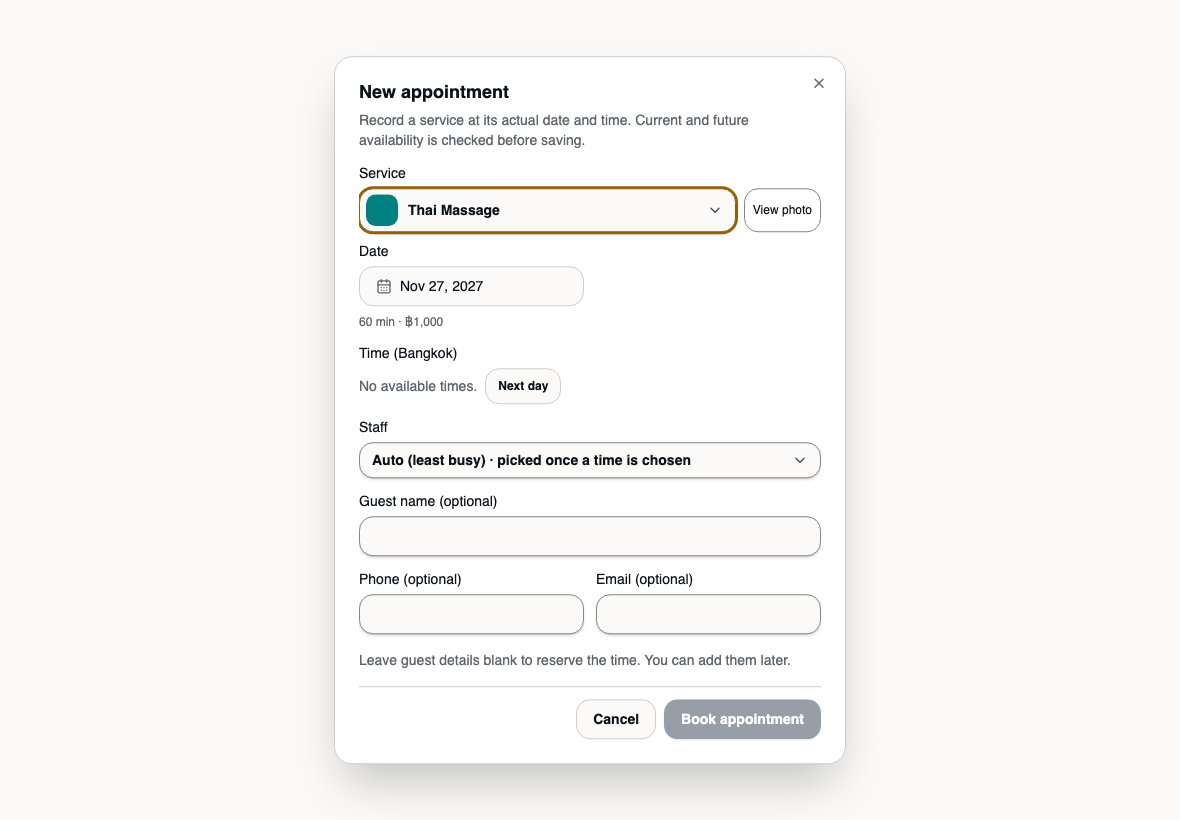 New appointment
Record a service at its actual date and time. Current and future
availability is checked before saving.
Service
Thai Massage
View photo
Date
Nov 27, 2027
60 min · ฿1,000
Time (Bangkok)
No available times.
Next day
Staff
Auto (least busy) · picked once a time is chosen
Guest name (optional)
Phone (optional)
Email (optional)
Leave guest details blank to reserve the time. You can add them later.
Cancel
Book appointment